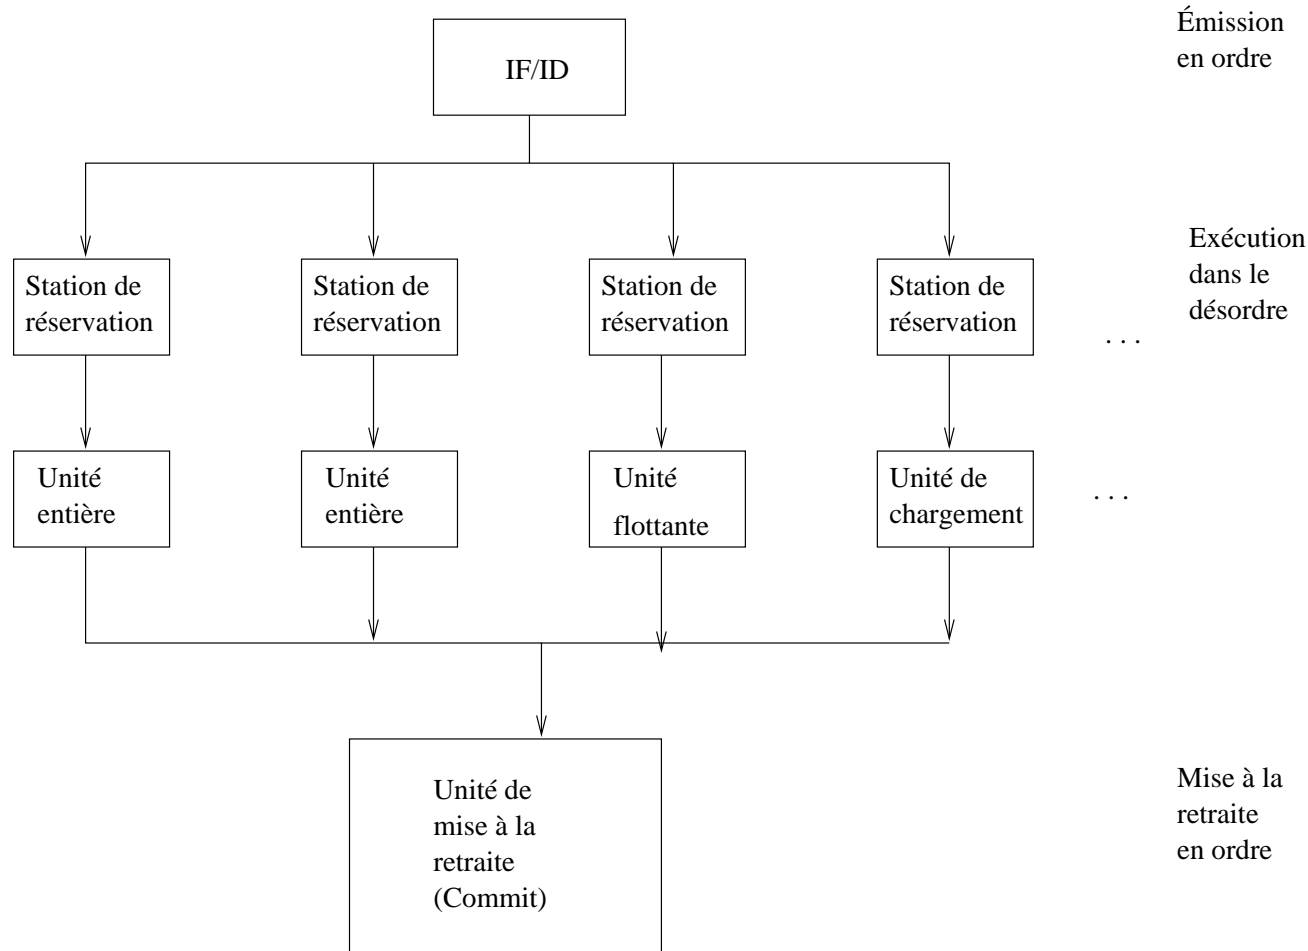 Émission
en ordre
IF/ID
Exécution
dans le
désordre
Station de
réservation
Station de
réservation
Station de
réservation
Station de
réservation
. . .
Unité
entière
Unité
entière
Unité
flottante
Unité de
chargement
. . .
Unité de
mise à la
retraite
(Commit)
Mise à la
retraite
en ordre